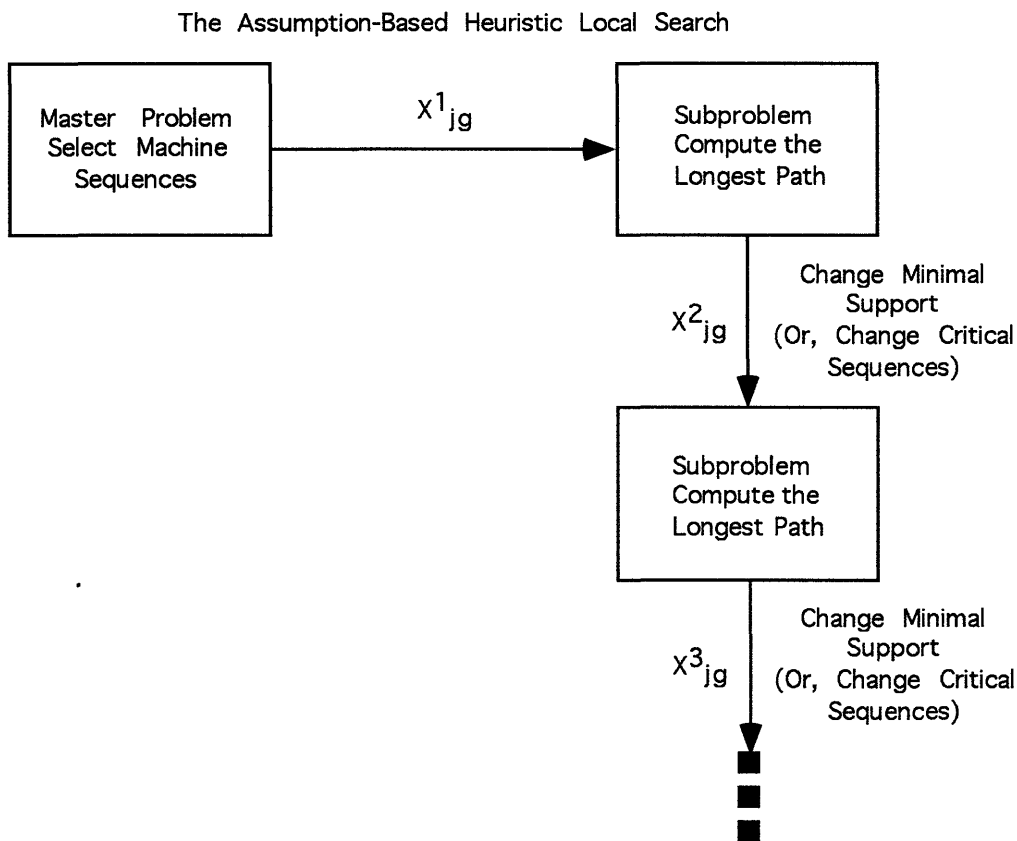 The Assumption-Based Heuristic Local Search
Master Problem
Select Machine
Sequences
X¹jg
Subproblem
Compute the
Longest Path
X²jg
Change Minimal
Support
(Or, Change Critical
Sequences)
Subproblem
Compute the
Longest Path
X³jg
Change Minimal
Support
(Or, Change Critical
Sequences)